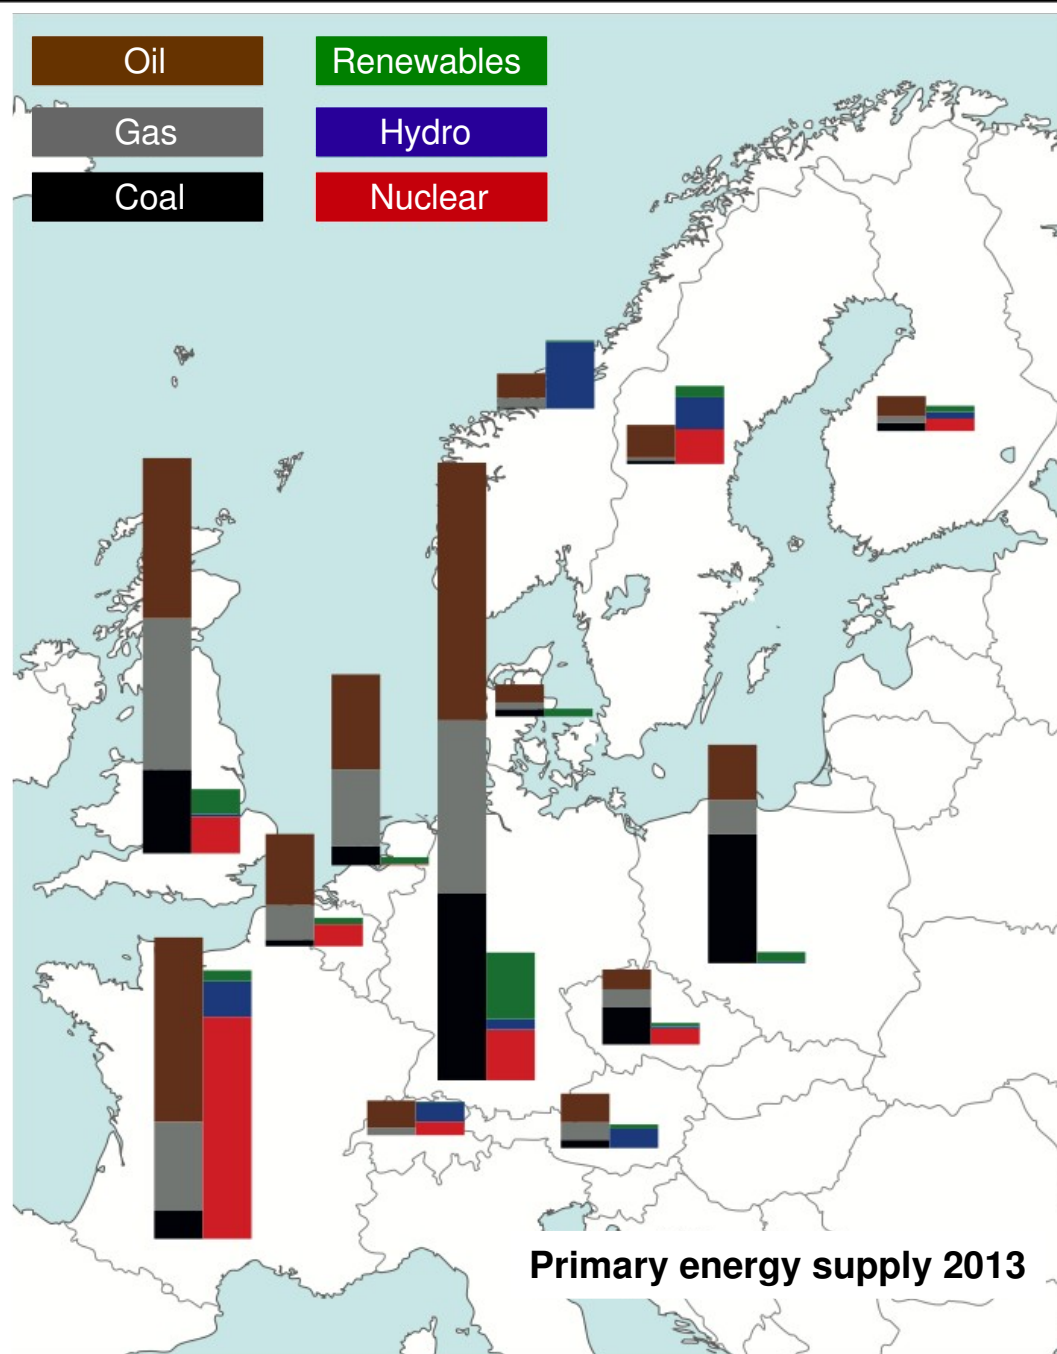 Oil
Renewables
Gas
Hydro
Coal
Nuclear
Primary energy supply 2013